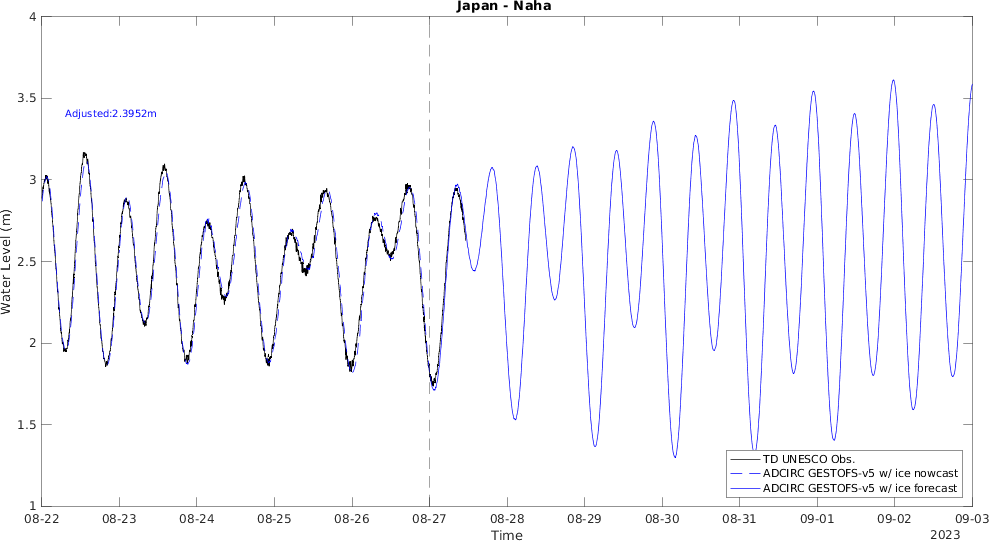 Japan - Naha
4
3.5
3
2.5
2
1.5
1
Water Level (m)
Adjusted:2.3952m
TD UNESCO Obs.
ADCIRC GESTOFS-v5 w/ ice nowcast
ADCIRC GESTOFS-v5 w/ ice forecast
08-22 08-23 08-24 08-25 08-26 08-27 08-28 08-29 08-30 08-31 09-01 09-02 09-03
Time
2023